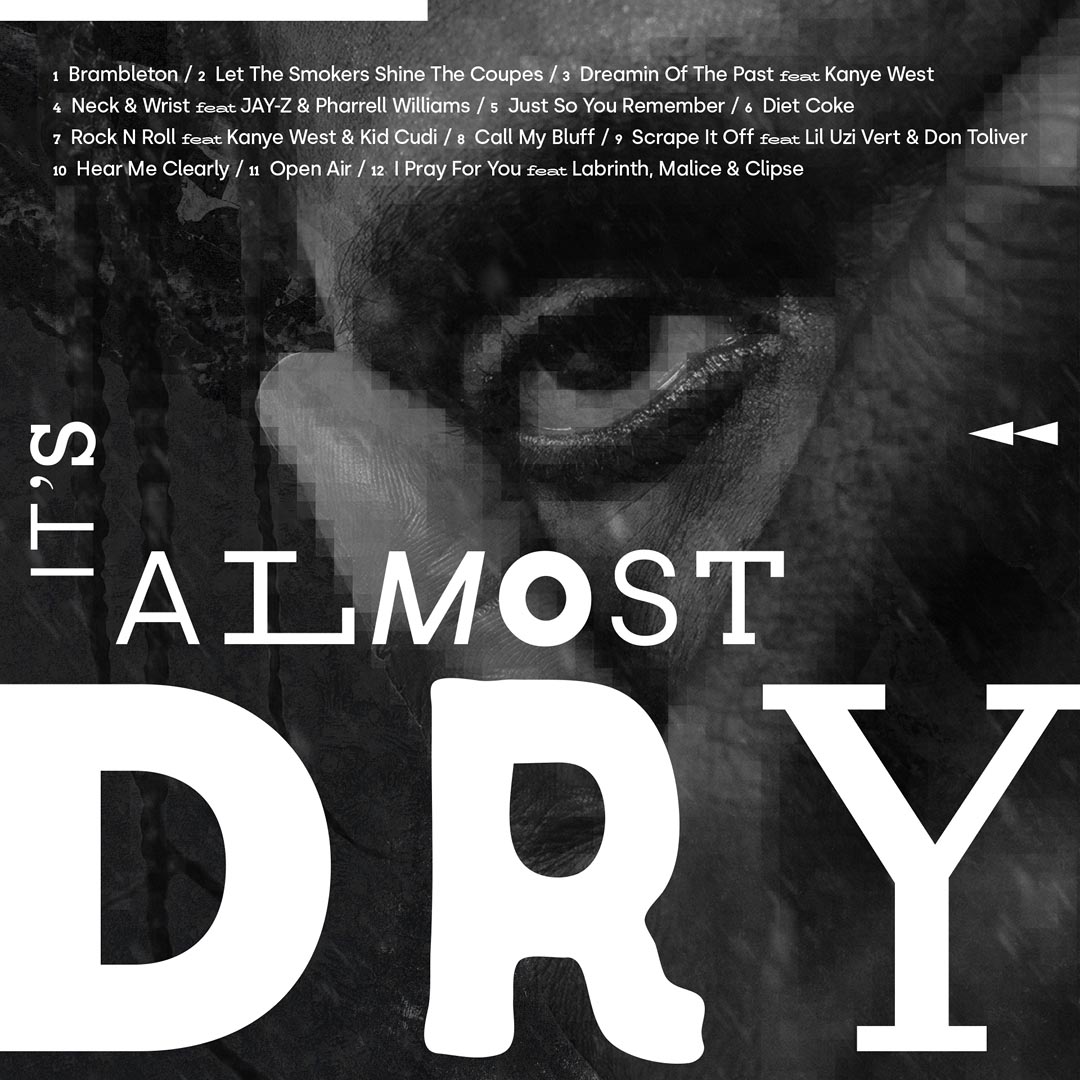 1 Brambleton / 2 Let The Smokers Shine The Coupes / 3 Dreamin Of The Past feat Kanye West
4 Neck & Wrist feat JAY-Z & Pharrell Williams / 5 Just So You Remember / 6 Diet Coke
7 Rock N Roll feat Kanye West & Kid Cudi / 8 Call My Bluff / 9 Scrape It Off feat Lil Uzi Vert & Don Toliver
10 Hear Me Clearly / 11 Open Air / 12 I Pray For You feat Labrinth, Malice & Clipse
IT'S
ALMOST
DRY